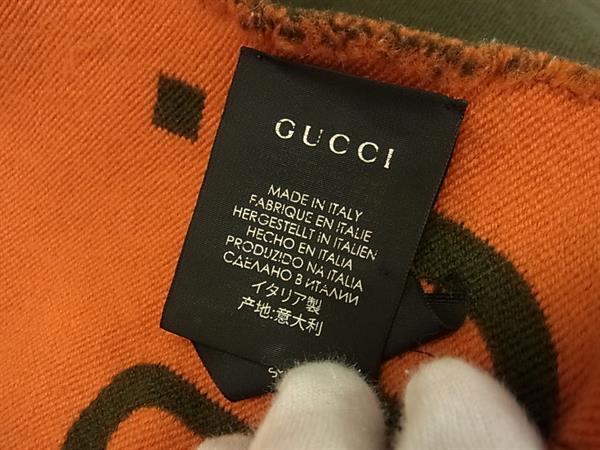 GUCCI
MADE IN ITALY
FABRIQUE EN ITALIE
HERGESTELLT IN ITALIEN
HECHO EN ITALIA
PRODUZIDO NA ITALIA
СДЕЛАНО В ИТАЛИИ
イタリア製
产地:意大利